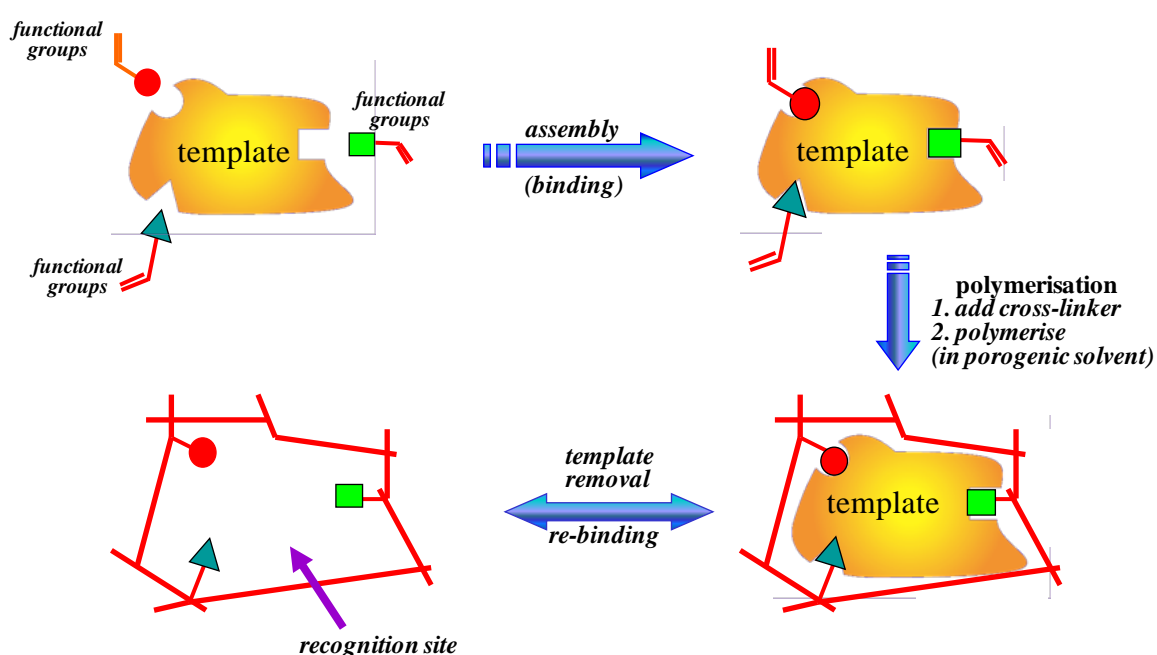 functional
groups
template
functional
groups
functional
groups
assembly
(binding)
template
polymerisation
1. add cross-linker
2. polymerise
(in porogenic solvent)
template
removal
re-binding
template
recognition site